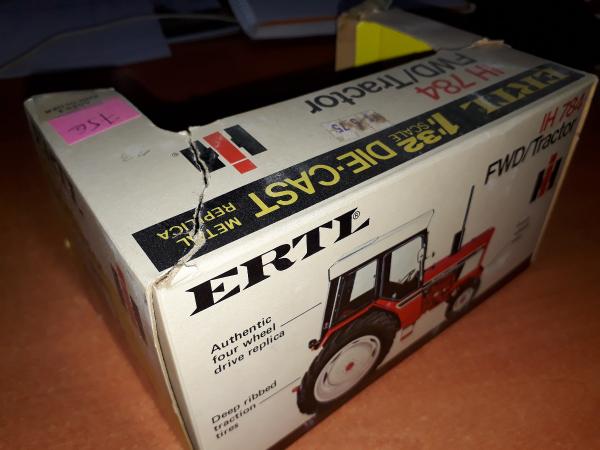 IH 784
FWD/Tractor
ERTL 1:32 DIE-CAST
SCALE
METAL
REPLICA
IH 784
FWD/Tractor
ERTL®
Authentic
four wheel
drive replica
Deep ribbed
traction
tires